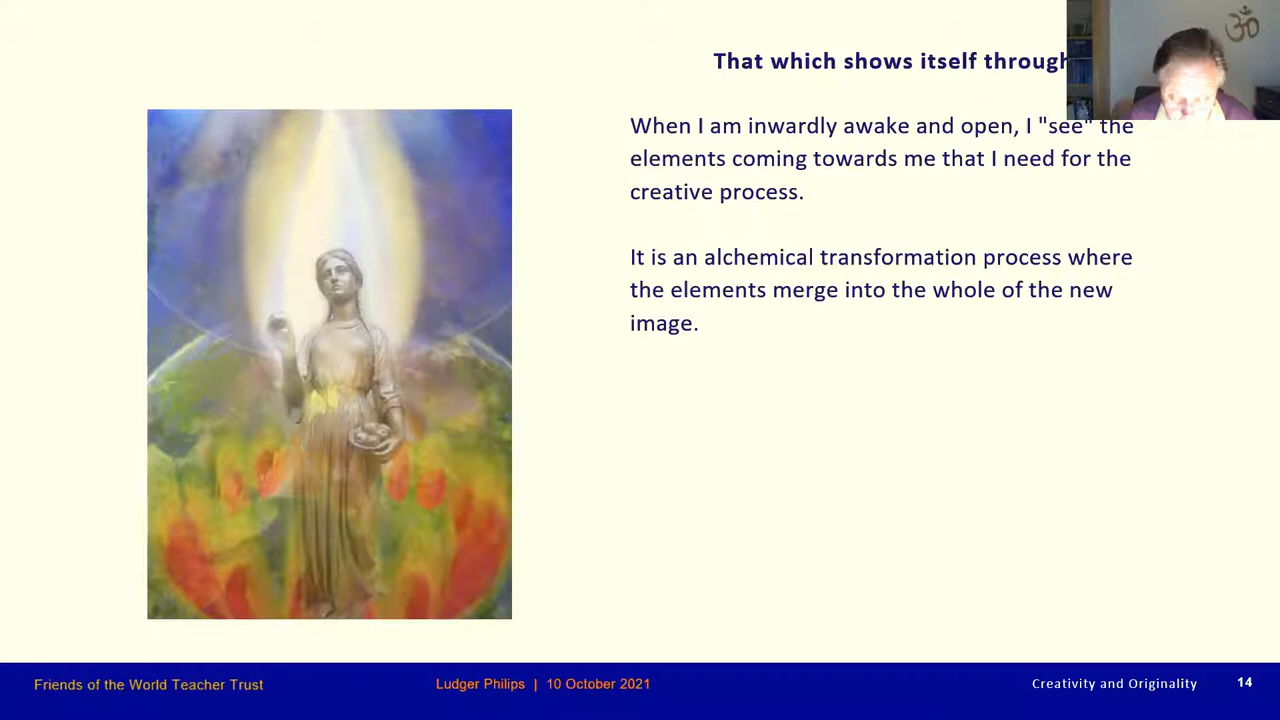 That which shows itself through
When I am inwardly awake and open, I "see" the
elements coming towards me that I need for the
creative process.
It is an alchemical transformation process where
the elements merge into the whole of the new
image.
Friends of the World Teacher Trust
Ludger Philips | 10 October 2021
Creativity and Originality
14
ॐ